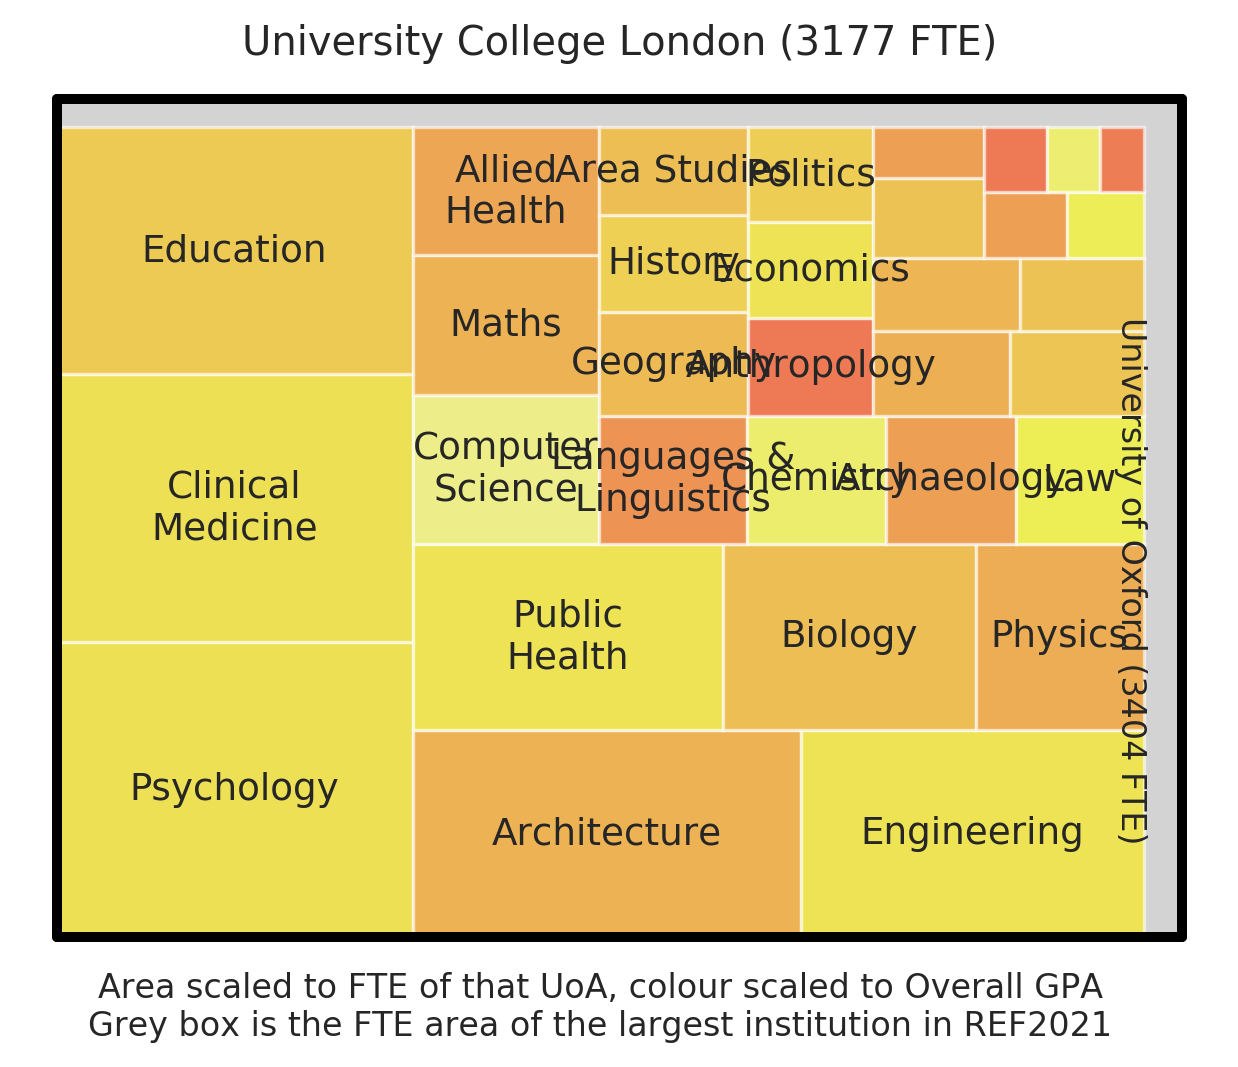 University College London (3177 FTE)
Education
Clinical
Medicine
Psychology
Allied
Health
Maths
Computer
Science
Area Studies
History
Geography
Languages &
Linguistics
Politics
Economics
Anthropology
Chemistry
Archaeology
Law
Public
Health
Biology
Physics
Architecture
Engineering
University of Oxford (3404 FTE)
Area scaled to FTE of that UoA, colour scaled to Overall GPA
Grey box is the FTE area of the largest institution in REF2021